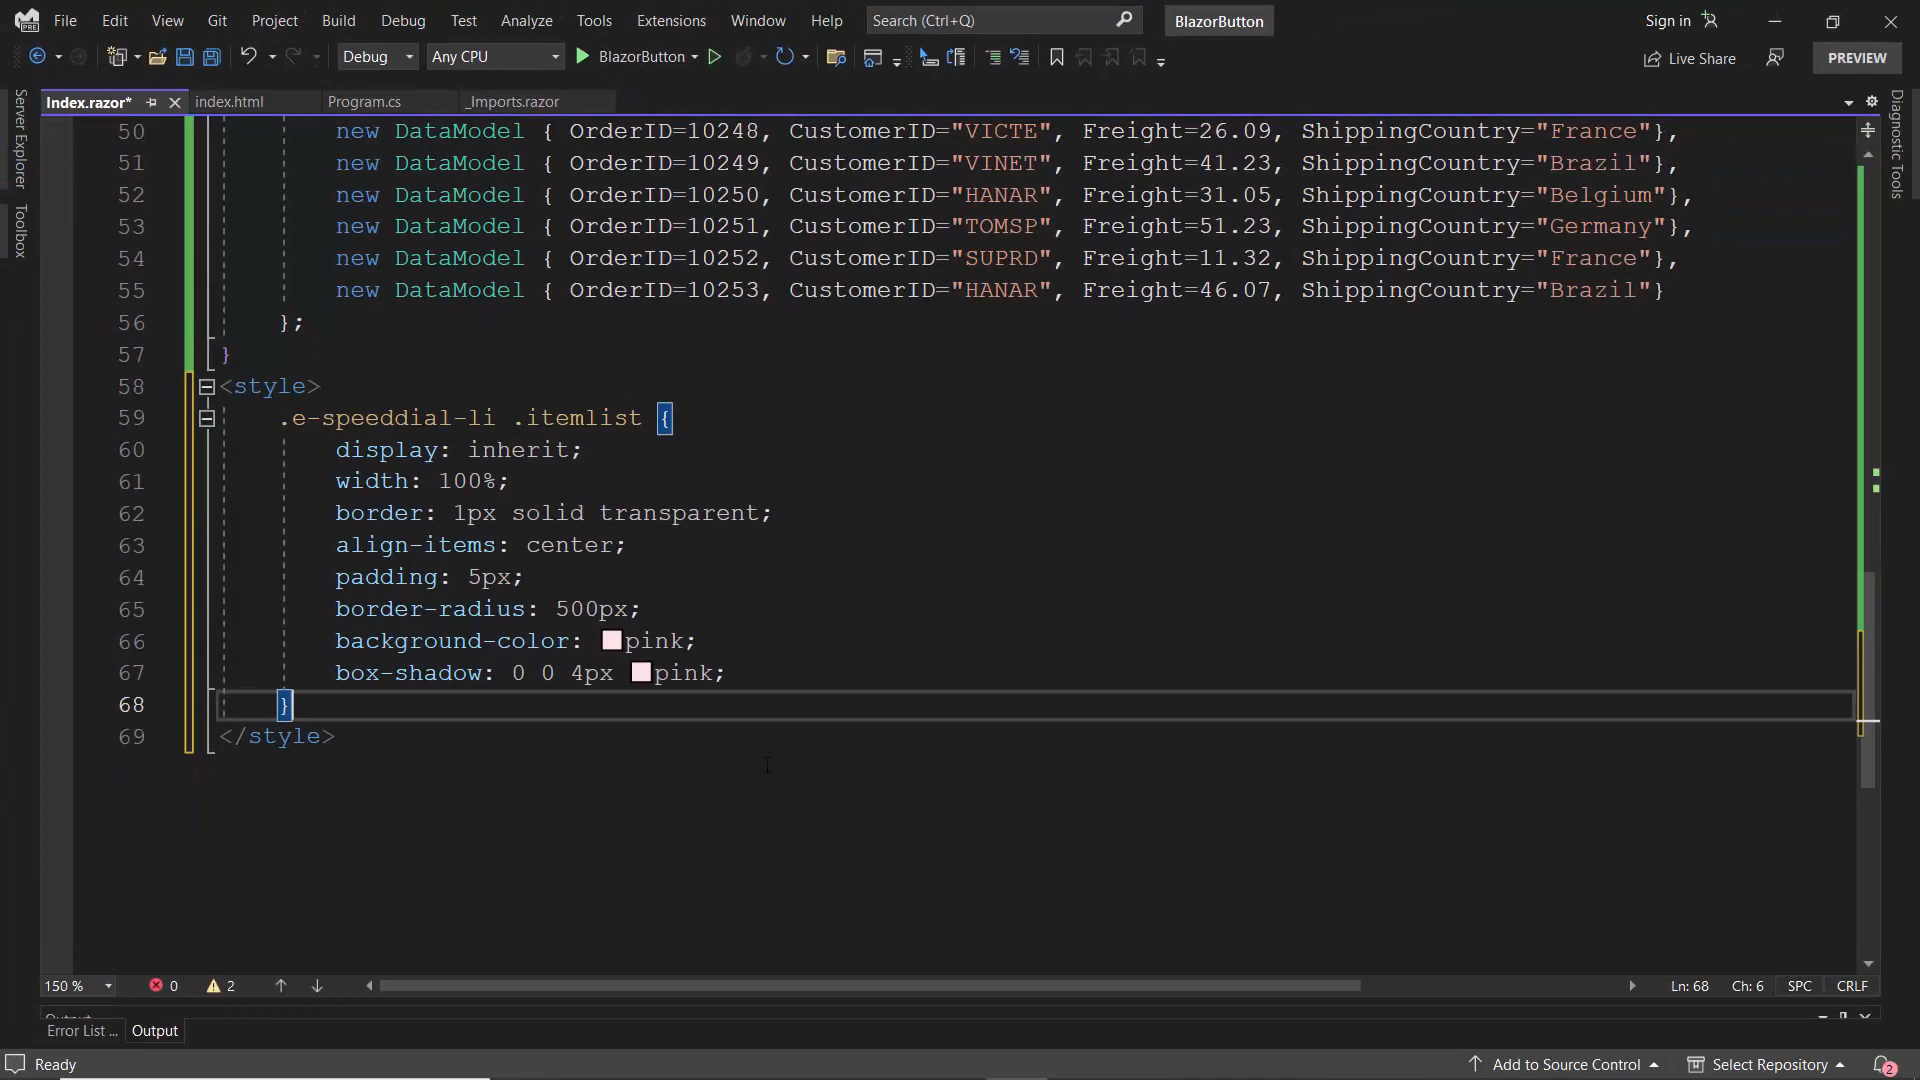 File Edit View Git Project Build Debug Test Analyze Tools Extensions Window Help Search (Ctrl+Q) BlazorButton Sign in
PRE
Debug Any CPU BlazorButton Live Share PREVIEW
Index.razor* index.html Program.cs _Imports.razor
Server Explorer
Toolbox
Diagnostic Tools
50 new DataModel { OrderID=10248, CustomerID="VICTE", Freight=26.09, ShippingCountry="France"},
51 new DataModel { OrderID=10249, CustomerID="VINET", Freight=41.23, ShippingCountry="Brazil"},
52 new DataModel { OrderID=10250, CustomerID="HANAR", Freight=31.05, ShippingCountry="Belgium"},
53 new DataModel { OrderID=10251, CustomerID="TOMSP", Freight=51.23, ShippingCountry="Germany"},
54 new DataModel { OrderID=10252, CustomerID="SUPRD", Freight=11.32, ShippingCountry="France"},
55 new DataModel { OrderID=10253, CustomerID="HANAR", Freight=46.07, ShippingCountry="Brazil"}
56 };
57 }
58 <style>
59 .e-speeddial-li .itemlist {
60 display: inherit;
61 width: 100%;
62 border: 1px solid transparent;
63 align-items: center;
64 padding: 5px;
65 border-radius: 500px;
66 background-color: pink;
67 box-shadow: 0 0 4px pink;
68 }
69 </style>
150 % 0 2 Ln: 68 Ch: 6 SPC CRLF
Output
Error List ... Output
Ready Add to Source Control Select Repository 2